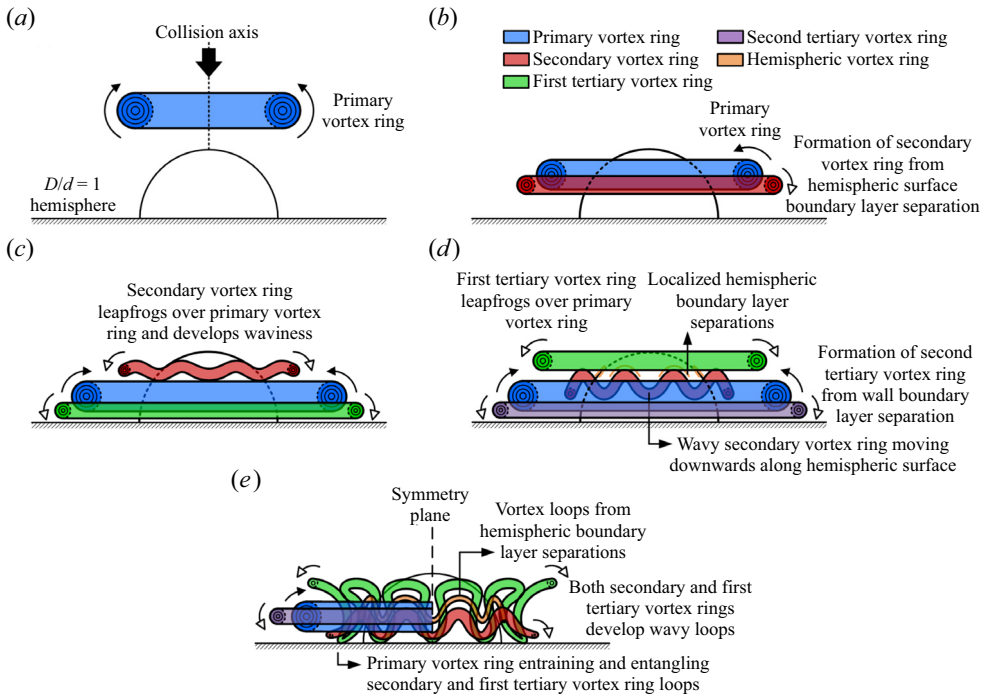 (a)
Collision axis
Primary
vortex ring
D/d = 1
hemisphere
(b)
Primary vortex ring
Secondary vortex ring
First tertiary vortex ring
Second tertiary vortex ring
Hemispheric vortex ring
Primary
vortex ring
Formation of secondary
vortex ring from
hemispheric surface
boundary layer separation
(c)
Secondary vortex ring
leapfrogs over primary vortex
ring and develops waviness
(d)
First tertiary vortex ring
leapfrogs over primary
vortex ring
Localized hemispheric
boundary layer
separations
Formation of second
tertiary vortex ring
from wall boundary
layer separation
Wavy secondary vortex ring moving
downwards along hemispheric surface
(e)
Symmetry
plane
Vortex loops from
hemispheric boundary
layer separations
Both secondary and first
tertiary vortex rings
develop wavy loops
Primary vortex ring entraining and entangling
secondary and first tertiary vortex ring loops